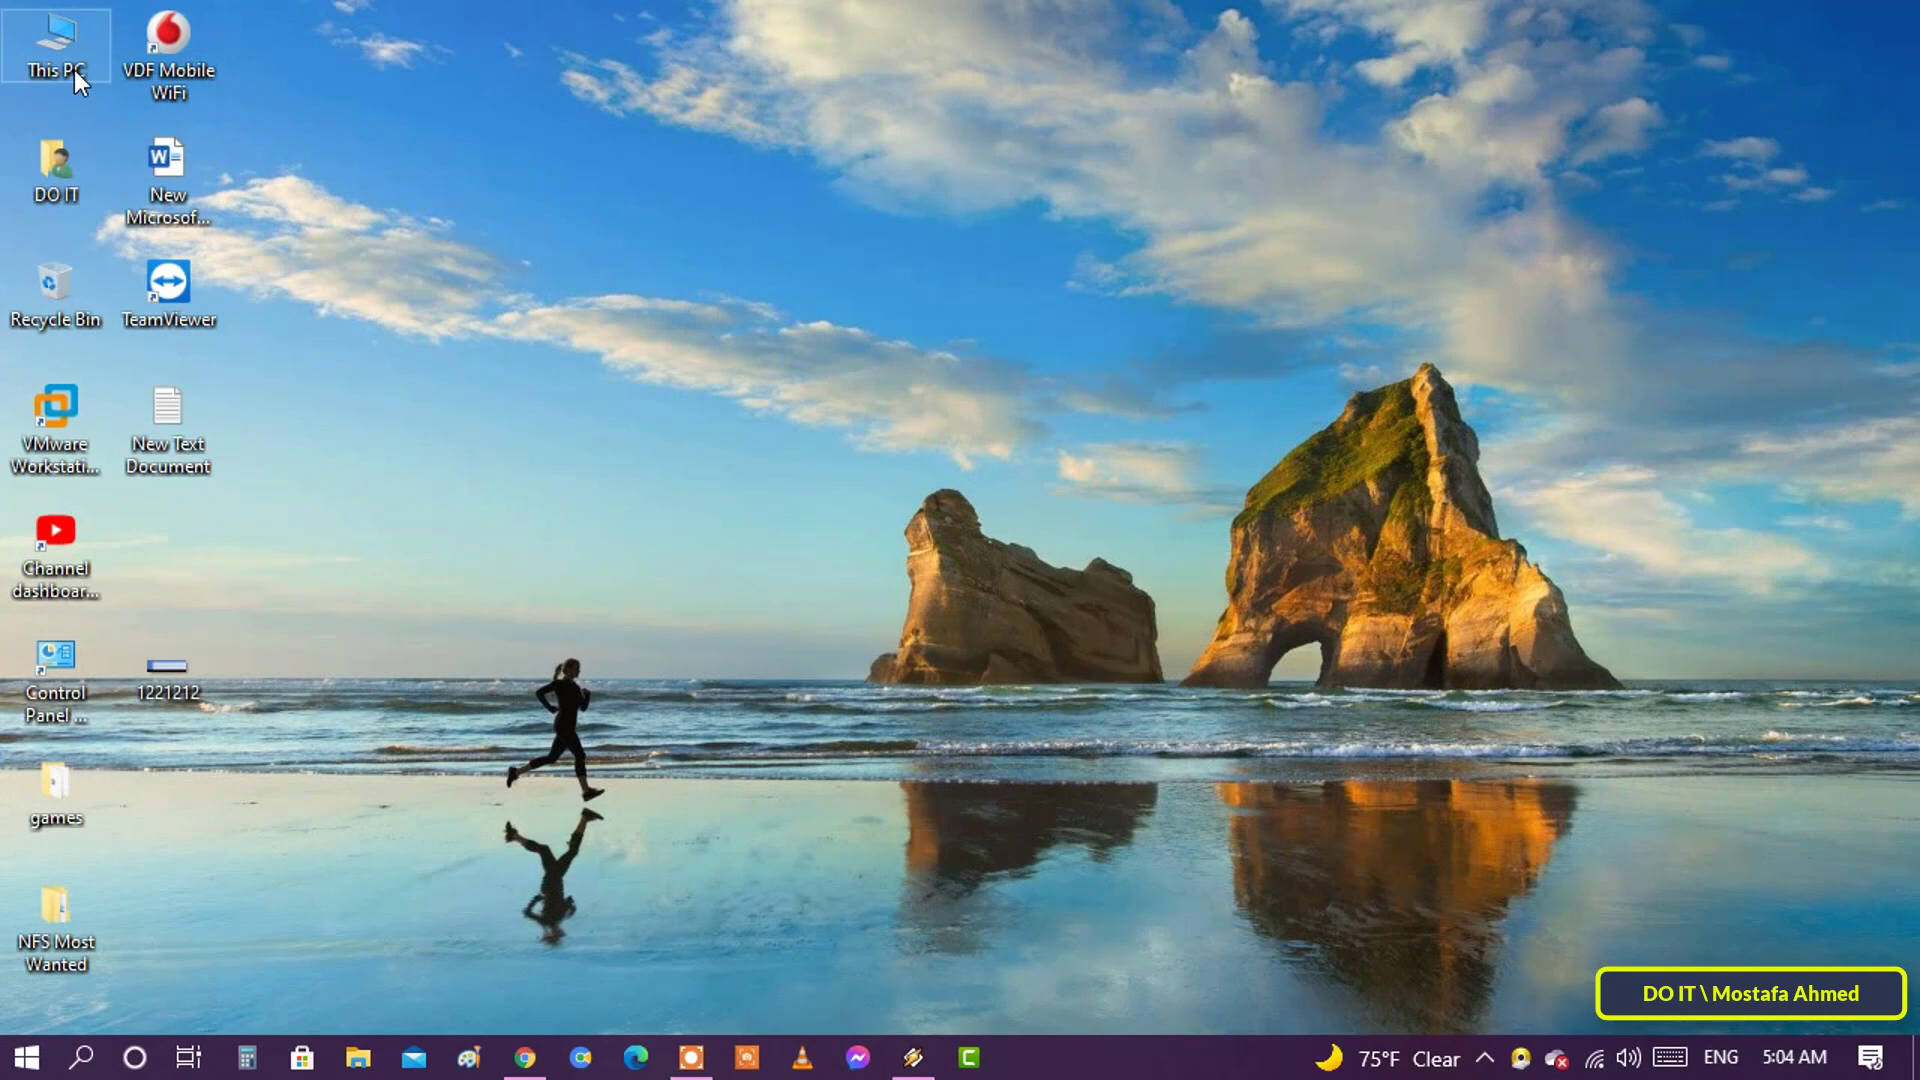 This PC
VDF Mobile
WiFi
DO IT
New
Microsof...
Recycle Bin
TeamViewer
VMware
Workstati...
New Text
Document
Channel
dashboar...
Control
Panel ...
1221212
games
NFS Most
Wanted
DO IT \ Mostafa Ahmed
75°F Clear
ENG
5:04 AM